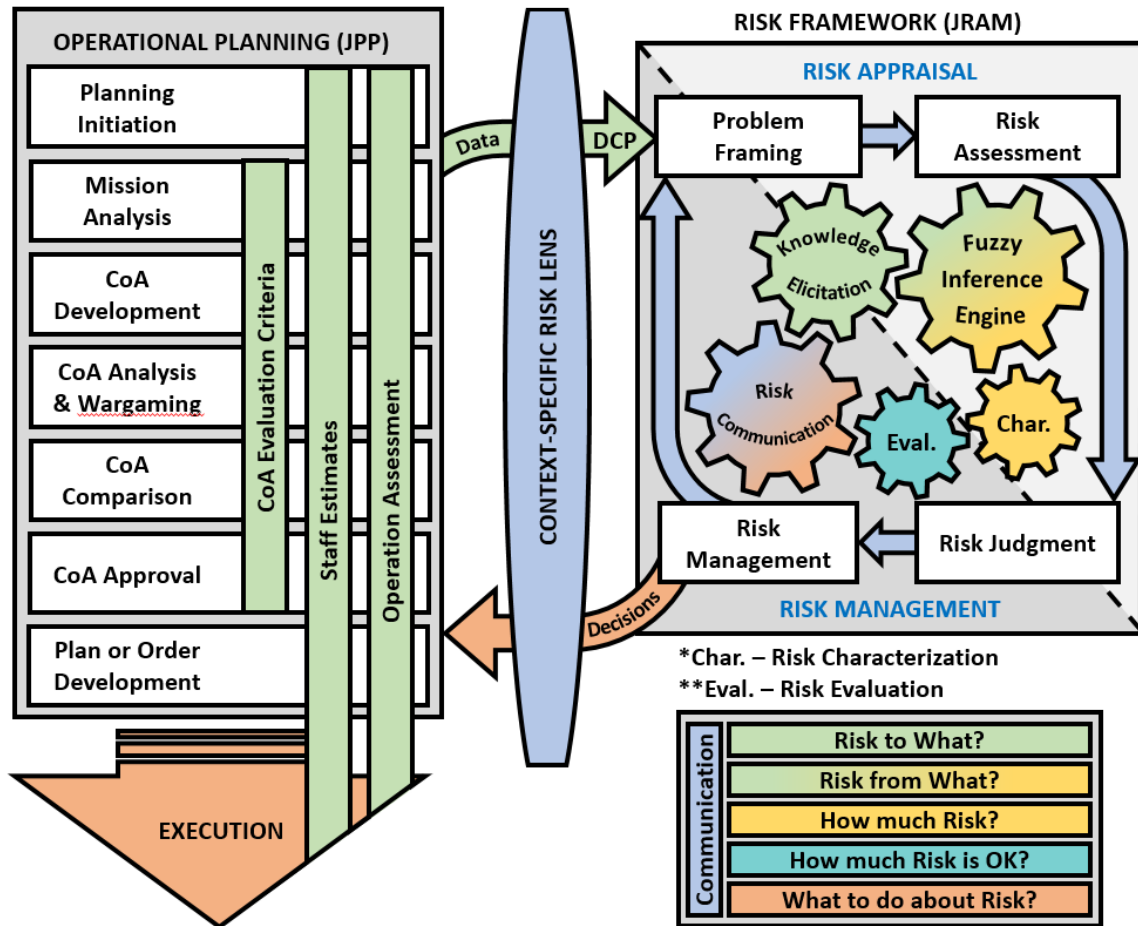 OPERATIONAL PLANNING (JPP)
Planning
Initiation
Mission
Analysis
CoA
Development
CoA Analysis
& Wargaming
CoA
Comparison
CoA Approval
Plan or Order
Development
CoA Evaluation Criteria
Staff Estimates
Operation Assessment
EXECUTION
Data
DCP
CONTEXT-SPECIFIC RISK LENS
Decisions
RISK FRAMEWORK (JRAM)
RISK APPRAISAL
Problem
Framing
Risk
Assessment
Knowledge
Elicitation
Fuzzy
Inference
Engine
Risk
Communication
Eval.
Char.
Risk
Management
Risk Judgment
RISK MANAGEMENT
*Char. – Risk Characterization
**Eval. – Risk Evaluation
Communication
Risk to What?
Risk from What?
How much Risk?
How much Risk is OK?
What to do about Risk?